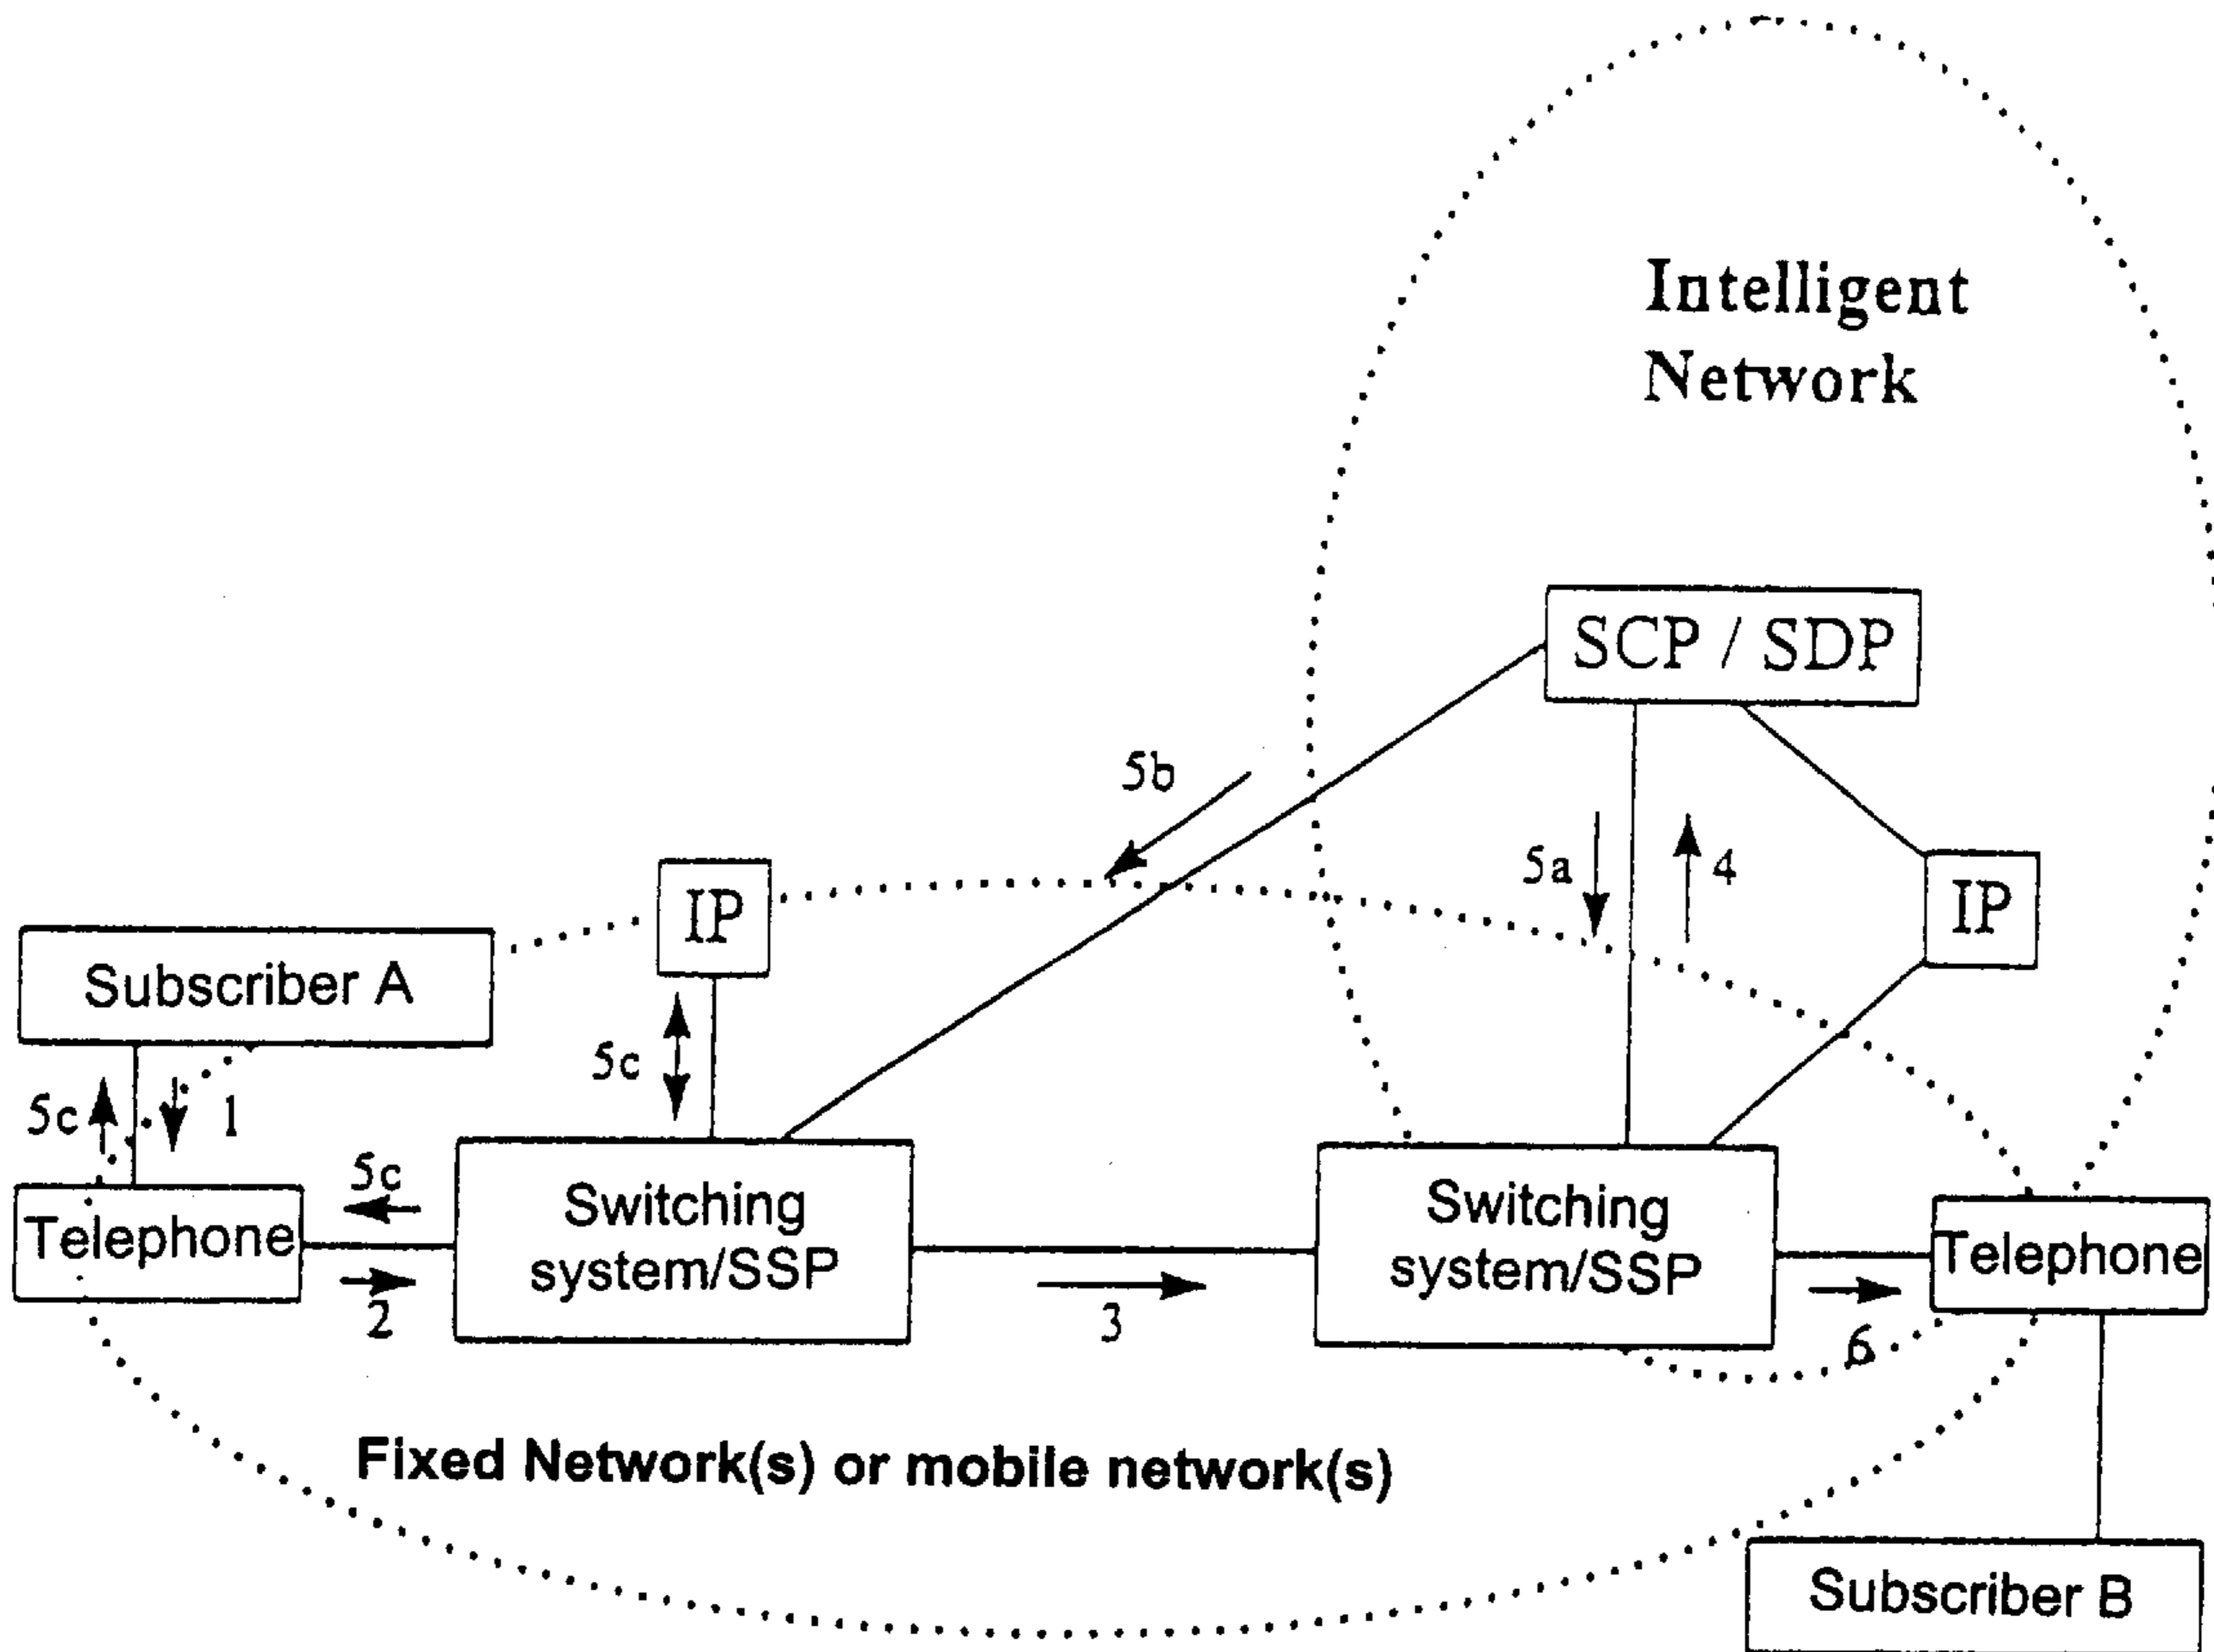 Intelligent
Network
SCP / SDP
5b
5a
4
IP
IP
Subscriber A
5c
5c
1
5c
Switching
system/SSP
Switching
system/SSP
Telephone
Telephone
2
3
6
Fixed Network(s) or mobile network(s)
Subscriber B